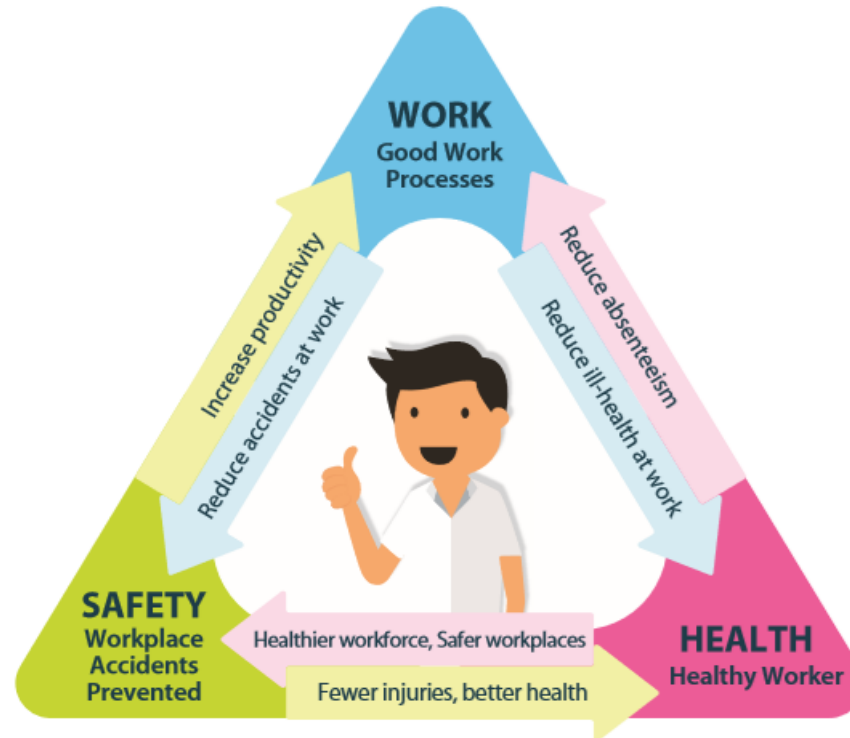 WORK
Good Work
Processes
Increase productivity
Reduce accidents at work
Reduce absenteeism
Reduce ill-health at work
SAFETY
Workplace
Accidents
Prevented
Healthier workforce, Safer workplaces
Fewer injuries, better health
HEALTH
Healthy Worker